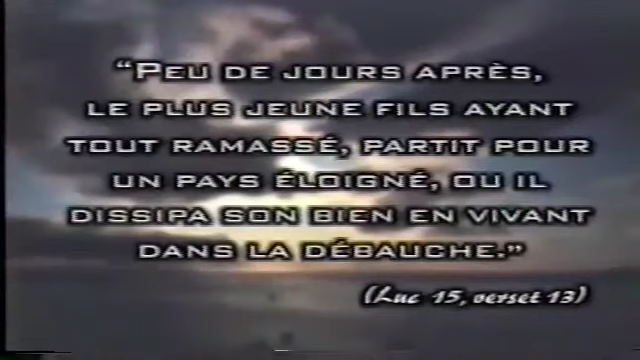 “PEU DE JOURS APRÈS,
LE PLUS JEUNE FILS AYANT
TOUT RAMASSÉ, PARTIT POUR
UN PAYS ÉLOIGNÉ, OU IL
DISSIPA SON BIEN EN VIVANT
DANS LA DÉBAUCHE.”
(Luc 15, verset 13)